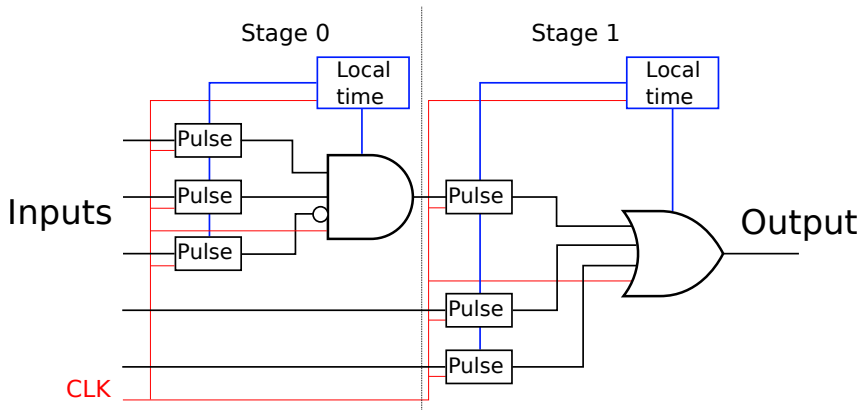 Stage 0
Stage 1
Local
time
Local
time
Pulse
Pulse
Pulse
Inputs
Pulse
Output
Pulse
Pulse
CLK